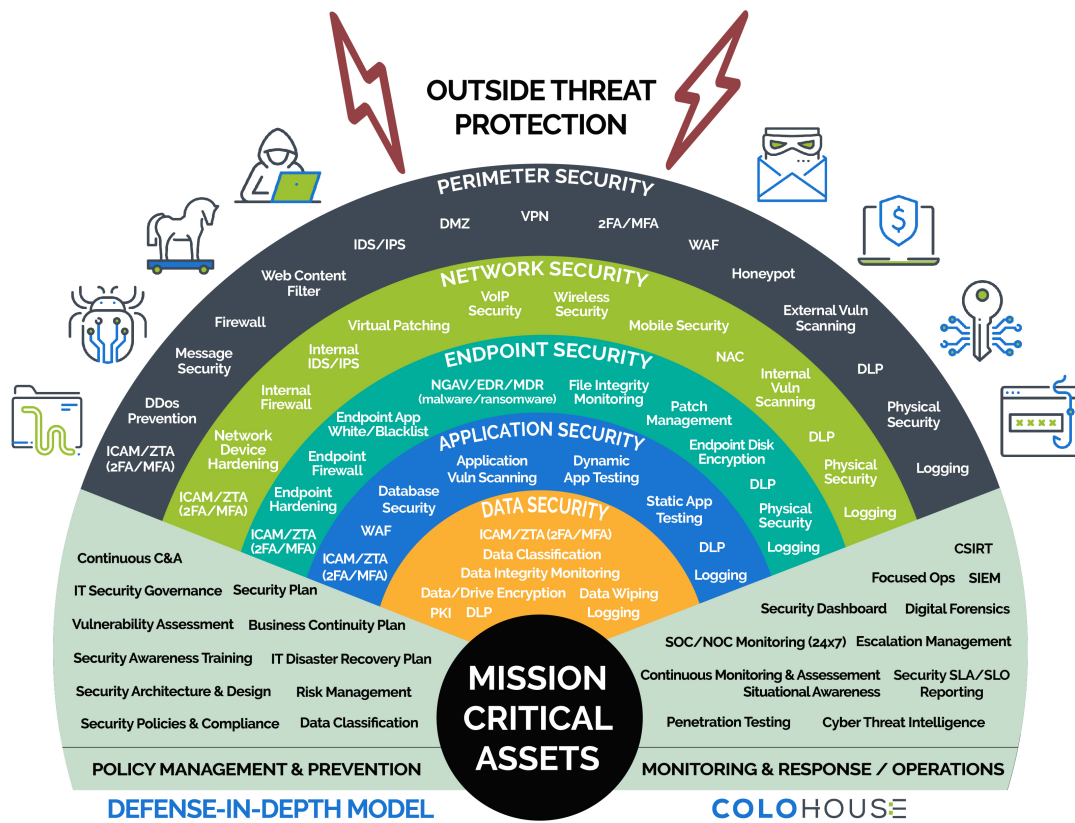 OUTSIDE THREAT
PROTECTION
PERIMETER SECURITY
ICAM/ZTA
(2FA/MFA)
DDos
Prevention
Message
Security
Firewall
Web Content
Filter
IDS/IPS
DMZ
VPN
2FA/MFA
WAF
Honeypot
External Vuln
Scanning
DLP
Physical
Security
Logging
NETWORK SECURITY
ICAM/ZTA
(2FA/MFA)
Network
Device
Hardening
Internal
Firewall
Internal
IDS/IPS
Virtual Patching
VoIP
Security
Wireless
Security
Mobile Security
NAC
Internal
Vuln
Scanning
DLP
Physical
Security
Logging
ENDPOINT SECURITY
ICAM/ZTA
(2FA/MFA)
Endpoint
Hardening
Endpoint
Firewall
Endpoint App
White/Blacklist
NGAV/EDR/MDR
(malware/ransomware)
File Integrity
Monitoring
Patch
Management
Endpoint Disk
Encryption
DLP
Physical
Security
Logging
APPLICATION SECURITY
ICAM/ZTA
(2FA/MFA)
WAF
Database
Security
Application
Vuln Scanning
Dynamic
App Testing
Static App
Testing
DLP
Logging
DATA SECURITY
ICAM/ZTA (2FA/MFA)
Data Classification
Data Integrity Monitoring
Data/Drive Encryption
Data Wiping
PKI
DLP
Logging
MISSION
CRITICAL
ASSETS
Continuous C&A
IT Security Governance
Security Plan
Vulnerability Assessment
Business Continuity Plan
Security Awareness Training
IT Disaster Recovery Plan
Security Architecture & Design
Risk Management
Security Policies & Compliance
Data Classification
POLICY MANAGEMENT & PREVENTION
CSIRT
Focused Ops
SIEM
Security Dashboard
Digital Forensics
SOC/NOC Monitoring (24x7)
Escalation Management
Continuous Monitoring & Assessment
Situational Awareness
Security SLA/SLO
Reporting
Penetration Testing
Cyber Threat Intelligence
MONITORING & RESPONSE / OPERATIONS
DEFENSE-IN-DEPTH MODEL
COLOHOUSE
$
××××